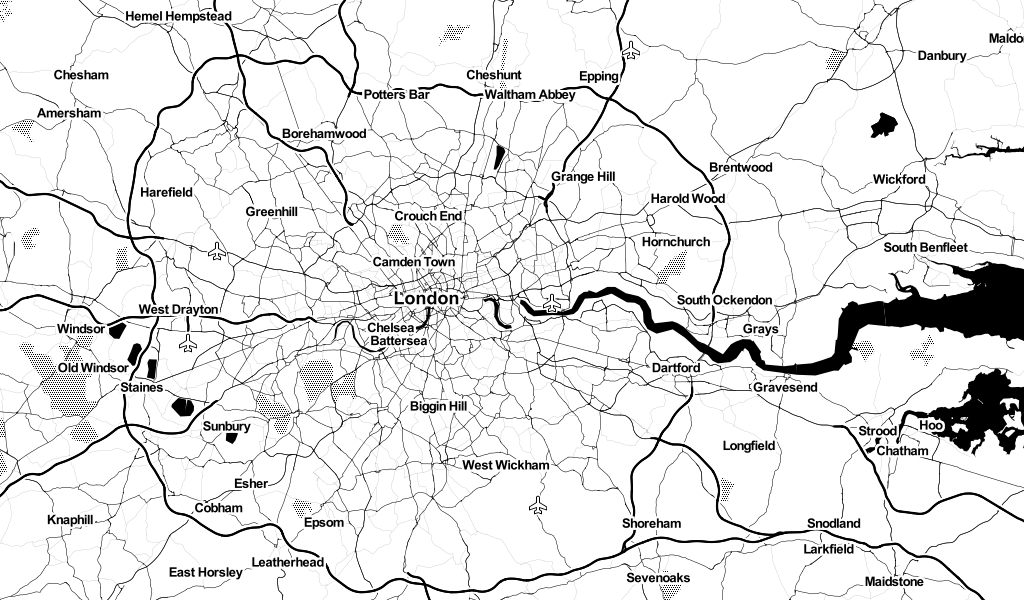 Hemel Hempstead
Maldo
Danbury
Chesham
Cheshunt
Epping
Potters Bar
Waltham Abbey
Amersham
Borehamwood
Brentwood
Grange Hill
Wickford
Harefield
Harold Wood
Greenhill
Crouch End
Hornchurch
South Benfleet
Camden Town
London
South Ockendon
West Drayton
Windsor
Chelsea
Grays
Battersea
Old Windsor
Dartford
Staines
Gravesend
Biggin Hill
Sunbury
Hoo
Strood
Longfield
Chatham
West Wickham
Esher
Cobham
Knaphill
Epsom
Shoreham
Snodland
Larkfield
Leatherhead
East Horsley
Sevenoaks
Maidstone